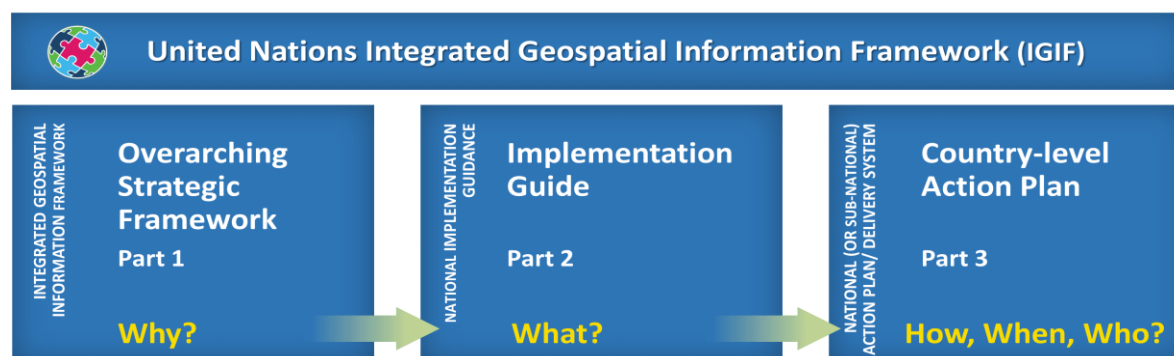 United Nations Integrated Geospatial Information Framework (IGIF)
INTEGRATED GEOSPATIAL
INFORMATION FRAMEWORK
Overarching
Strategic
Framework
Part 1
Why?
NATIONAL IMPLEMENTATION
GUIDANCE
Implementation
Guide
Part 2
What?
NATIONAL (OR SUB-NATIONAL)
ACTION PLAN/ DELIVERY SYSTEM
Country-level
Action Plan
Part 3
How, When, Who?